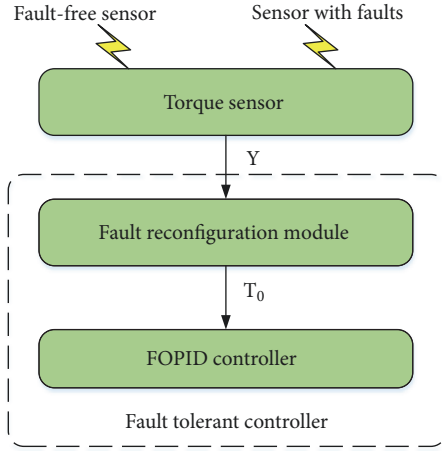 Fault-free sensor
Sensor with faults
Torque sensor
Y
Fault reconfiguration module
T₀
FOPID controller
Fault tolerant controller